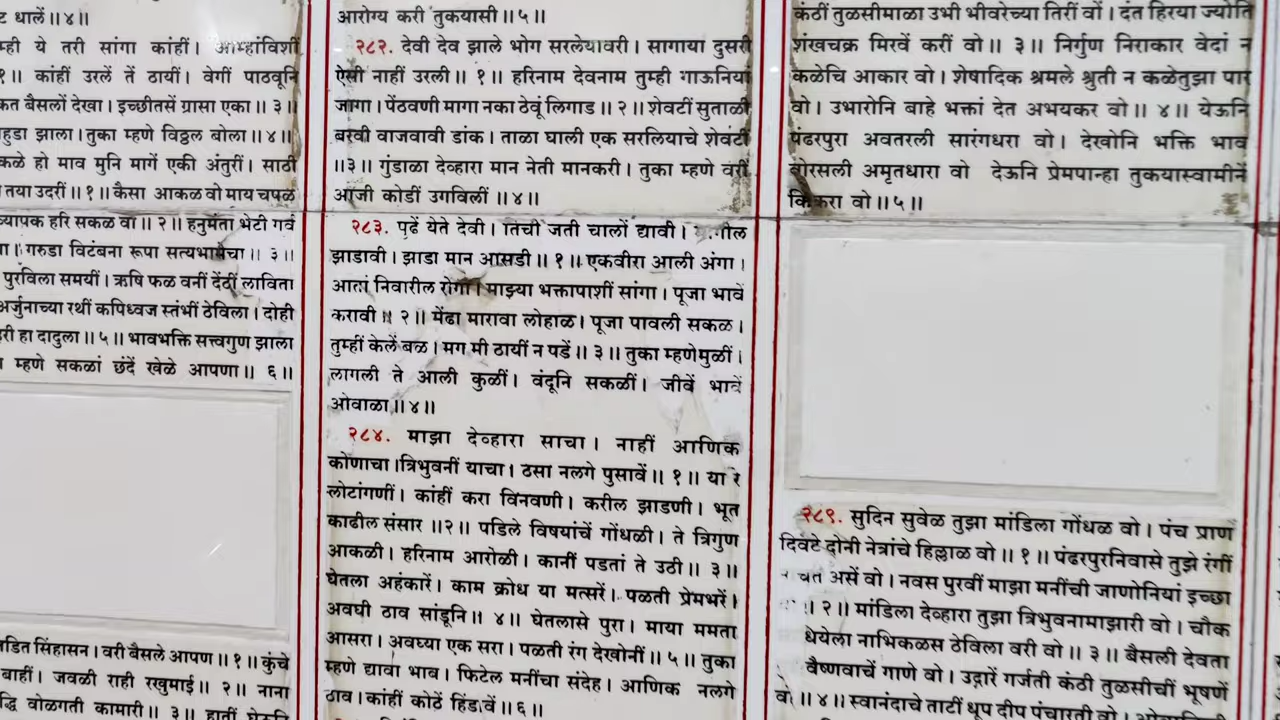 ट धालें॥४॥
म्ही ये तरी सांगा कांहीं। आम्हांविशीं
१॥ कांहीं उरलें तें ठायीं। वेगीं पाठवूनि
कत बैसलों देखा। इच्छीतसें ग्रासा एका॥३॥
हुडा झाला। तुका म्हणे विठ्ठल बोला॥४॥
कळे हो माव मुनि मागें एकी अंतुरीं। साठी
तया उदरीं॥१॥ कैसा आकळ वो माय चपळ
व्यापक हरि सकळ वो॥२॥ हनुमंता भेटी गर्व
ा। गरुडा विटंबना रूपा सत्यभामेचा॥ ३॥
पुरविला समयीं। ऋषि फळ वनीं देंठीं लाविता
अर्जुनाच्या रथीं कपिध्वज स्तंभीं ठेविला। दोही
री हा दादुला॥५॥ भावभक्ति सत्त्वगुण झाला
म्हणे सकळां छंदें खेळे आपणा॥ ६॥
डित सिंहासन। वरी बैसले आपण॥१॥ कुंचे
बाहीं। जवळी राही रखुमाई॥ २॥ नाना
द्धि वोळगती कामारी॥ ३॥ हातीं घेऊनि
आरोग्य करी तुकयासी॥५॥
२८२. देवी देव झाले भोग सरलेयावरी। सागाया दुसरी
ऐसी नाहीं उरली॥ १॥ हरिनाम देवनाम तुम्ही गाऊनियां
जागा। पेंठवणी मागा नका ठेवूं लिगाड॥२॥ शेवटीं सुताळी
बरवी वाजवावी डांक। ताळा घाली एक सरलियाचे शेवटीं
॥३॥ गुंडाळा देव्हारा मान नेती मानकरी। तुका म्हणे वरी
आजी कोडीं उगविलीं॥४॥
२८३. पुढें येते देवी। तिची जती चालों द्यावी। मागील
झाडावी। झाडा मान आसडी॥१॥ एकवीरा आली अंगा।
आतां निवारील रोगा। माझ्या भक्तापाशीं सांगा। पूजा भावें
करावी॥ २॥ मेंढा मारावा लोहाळ। पूजा पावली सकळ।
तुम्हीं केलें बळ। मग मी ठायीं न पडें॥३॥ तुका म्हणेमुळीं।
लागली ते आली कुळीं। वंदूनि सकळीं। जीवें भावें
ओवाळा॥४॥
२८४. माझा देव्हारा साचा। नाहीं आणिक
कोणाचा।त्रिभुवनीं याचा। ठसा नलगे पुसावें॥१॥ या रे
लोटांगणीं। कांहीं करा विनवणी। करील झाडणी। भूत
काढील संसार॥२॥ पडिले विषयांचें गोंधळी। ते त्रिगुण
आकळी। हरिनाम आरोळी। कानीं पडतां ते उठी॥ ३॥
घेतला अहंकारें। काम क्रोध या मत्सरें। पळती प्रेमभरें।
अवघी ठाव सांडूनि॥ ४॥ घेतलासे पुरा। माया ममता
आसरा। अवघ्या एक सरा। पळती रंग देखोनीं॥५॥ तुका
म्हणे द्यावा भाब। फिटेल मनींचा संदेह। आणिक नलगे
ठाव। कांहीं कोठें हिंडावें॥६॥
कंठीं तुळसीमाळा उभी भीवरेच्या तिरीं वों। दंत हिरया ज्योति
शंखचक्र मिरवें करीं वो॥ ३॥ निर्गुण निराकार वेदां न
कळेचि आकार वो। शेषादिक श्रमले श्रुती न कळेतुझा पार
वो। उभारोनि बाहे भक्तां देत अभयकर वो॥ ४॥ येऊनि
पंढरपुरा अवतरली सारंगधरा वो। देखोनि भक्ति भाव
वोरसली अमृतधारा वो देऊनि प्रेमपान्हा तुकयास्वामीनें
किंकरा वो॥५॥
२८९. सुदिन सुवेळ तुझा मांडिला गोंधळ वो। पंच प्राण
दिवटे दोनी नेत्रांचे हिल्लाळ वो॥१॥ पंढरपुरनिवासे तुझे रंगीं
असें वो। नवस पुरवीं माझा मनींची जाणोनियां इच्छा
॥२॥ मांडिला देव्हारा तुझा त्रिभुवनामाझारी वो। चौक
धेयेला नाभिकळस ठेविला वरी वो॥३॥ बैसली देवता
वैष्णवाचें गाणे वो। उद्गारें गर्जती कंठी तुळसीचीं भूषणें
वो॥४॥ स्वानंदाचे ताटीं धूप दीप पंचारती वो।